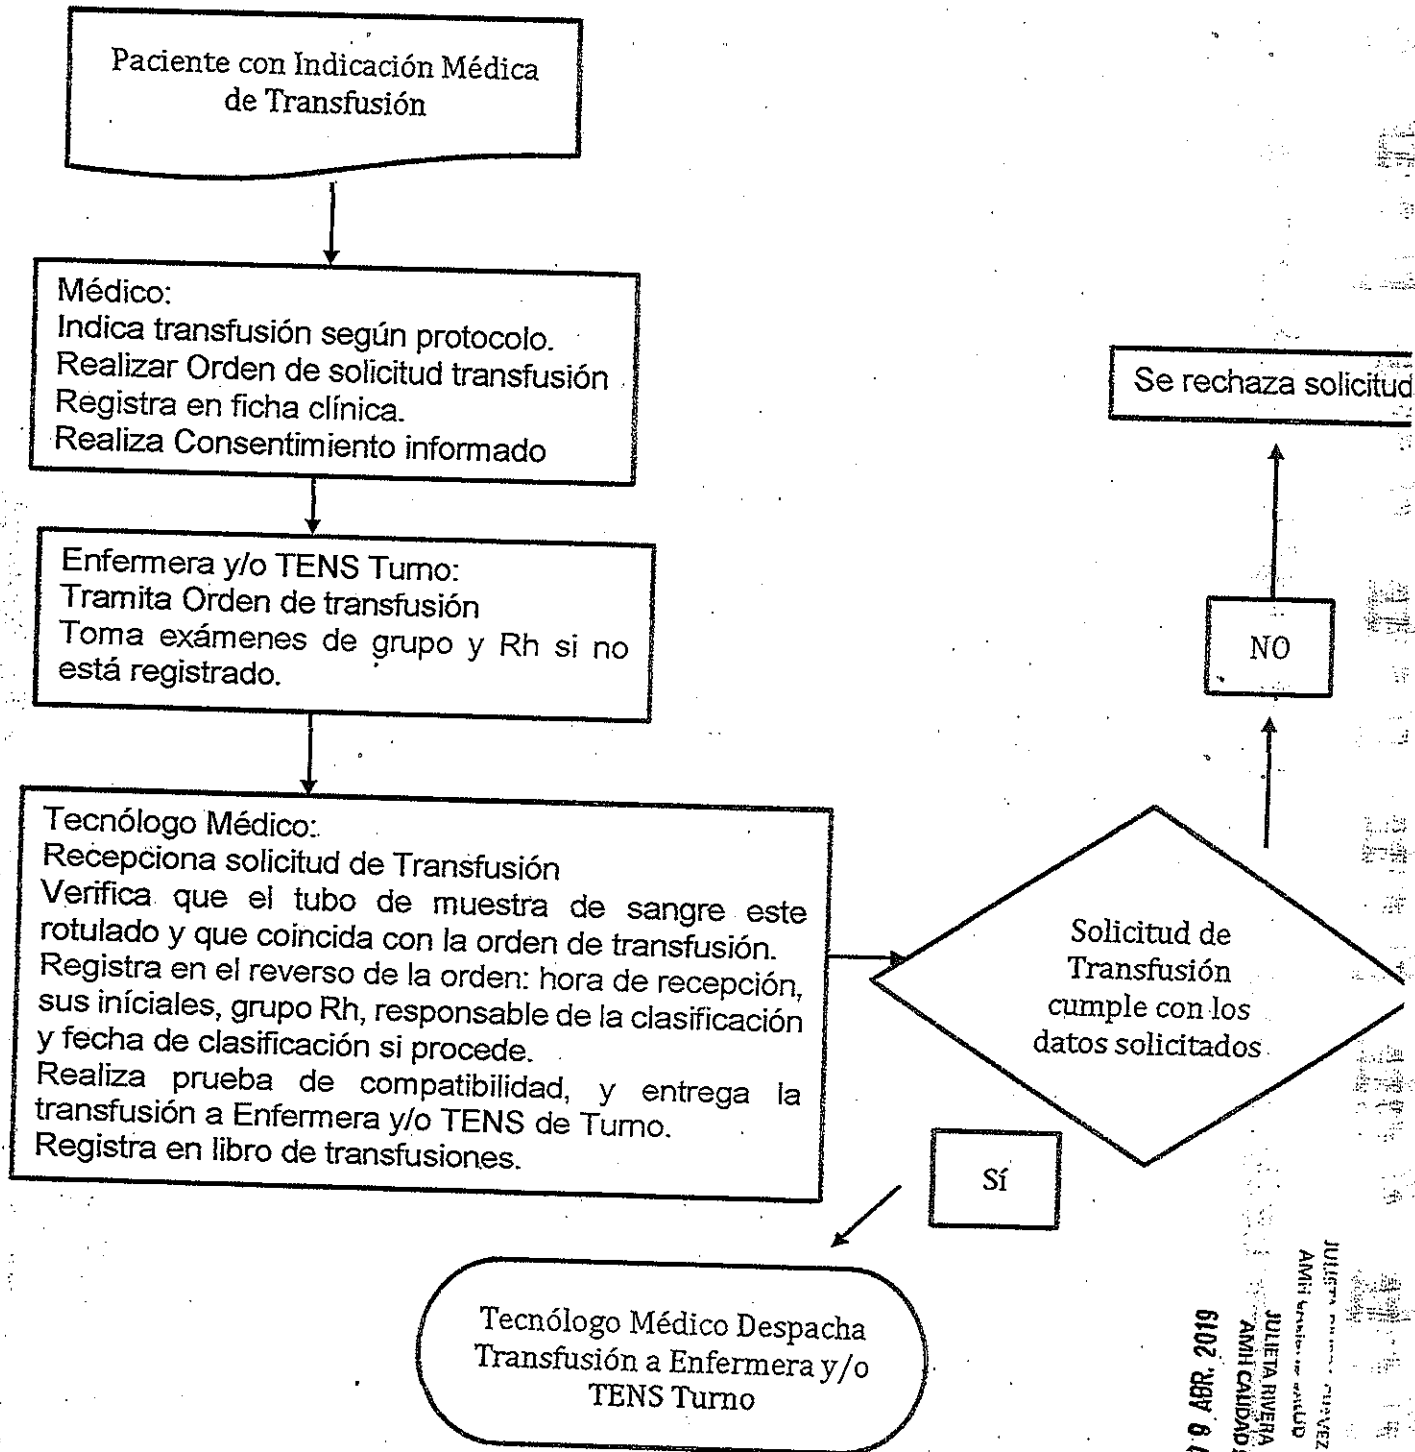 Paciente con Indicación Médica
de Transfusión
Médico:
Indica transfusión según protocolo.
Realizar Orden de solicitud transfusión
Registra en ficha clínica.
Realiza Consentimiento informado
Enfermera y/o TENS Turno:
Tramita Orden de transfusión
Toma exámenes de grupo y Rh si no
está registrado.
Tecnólogo Médico:
Recepciona solicitud de Transfusión
Verifica que el tubo de muestra de sangre este
rotulado y que coincida con la orden de transfusión.
Registra en el reverso de la orden: hora de recepción,
sus iníciales, grupo Rh, responsable de la clasificación
y fecha de clasificación si procede.
Realiza prueba de compatibilidad, y entrega la
transfusión a Enfermera y/o TENS de Turno.
Registra en libro de transfusiones.
Se rechaza solicitud
NO
Solicitud de
Transfusión
cumple con los
datos solicitados
Sí
Tecnólogo Médico Despacha
Transfusión a Enfermera y/o
TENS Turno
JULIETA RIVERA
AMH CALIDAD
9 ABR. 2019